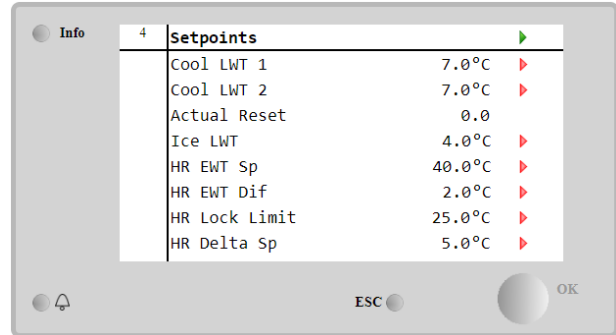 Info
4 Setpoints
Cool LWT 1 7.0°C
Cool LWT 2 7.0°C
Actual Reset 0.0
Ice LWT 4.0°C
HR EWT Sp 40.0°C
HR EWT Dif 2.0°C
HR Lock Limit 25.0°C
HR Delta Sp 5.0°C
OK
ESC